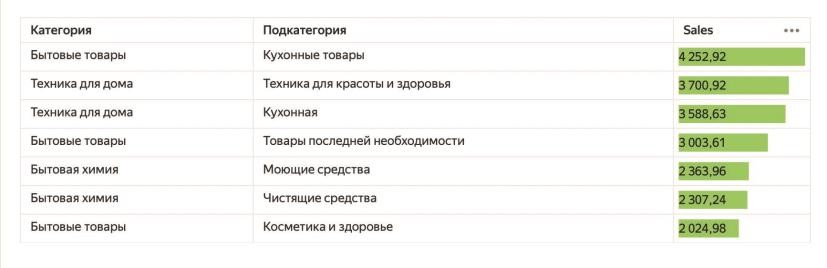 Категория Подкатегория Sales
Бытовые товары Кухонные товары 4 252,92
Техника для дома Техника для красоты и здоровья 3 700,92
Техника для дома Кухонная 3 588,63
Бытовые товары Товары последней необходимости 3 003,61
Бытовая химия Моющие средства 2 363,96
Бытовая химия Чистящие средства 2 307,24
Бытовые товары Косметика и здоровье 2 024,98